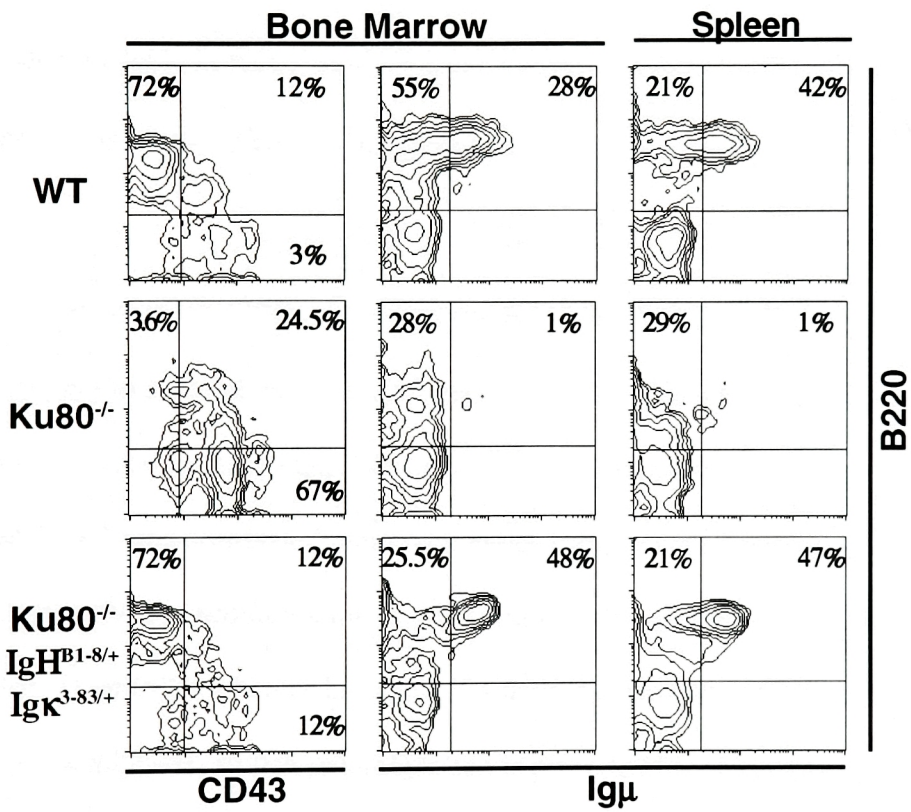 Bone Marrow Spleen
72% 12% 55% 28% 21% 42%
WT
3%
3.6% 24.5% 28% 1% 29% 1%
Ku80-/-
67%
B220
72% 12% 25.5% 48% 21% 47%
Ku80-/-
IgHB1-8/+
Igκ3-83/+
12%
CD43 Igμ